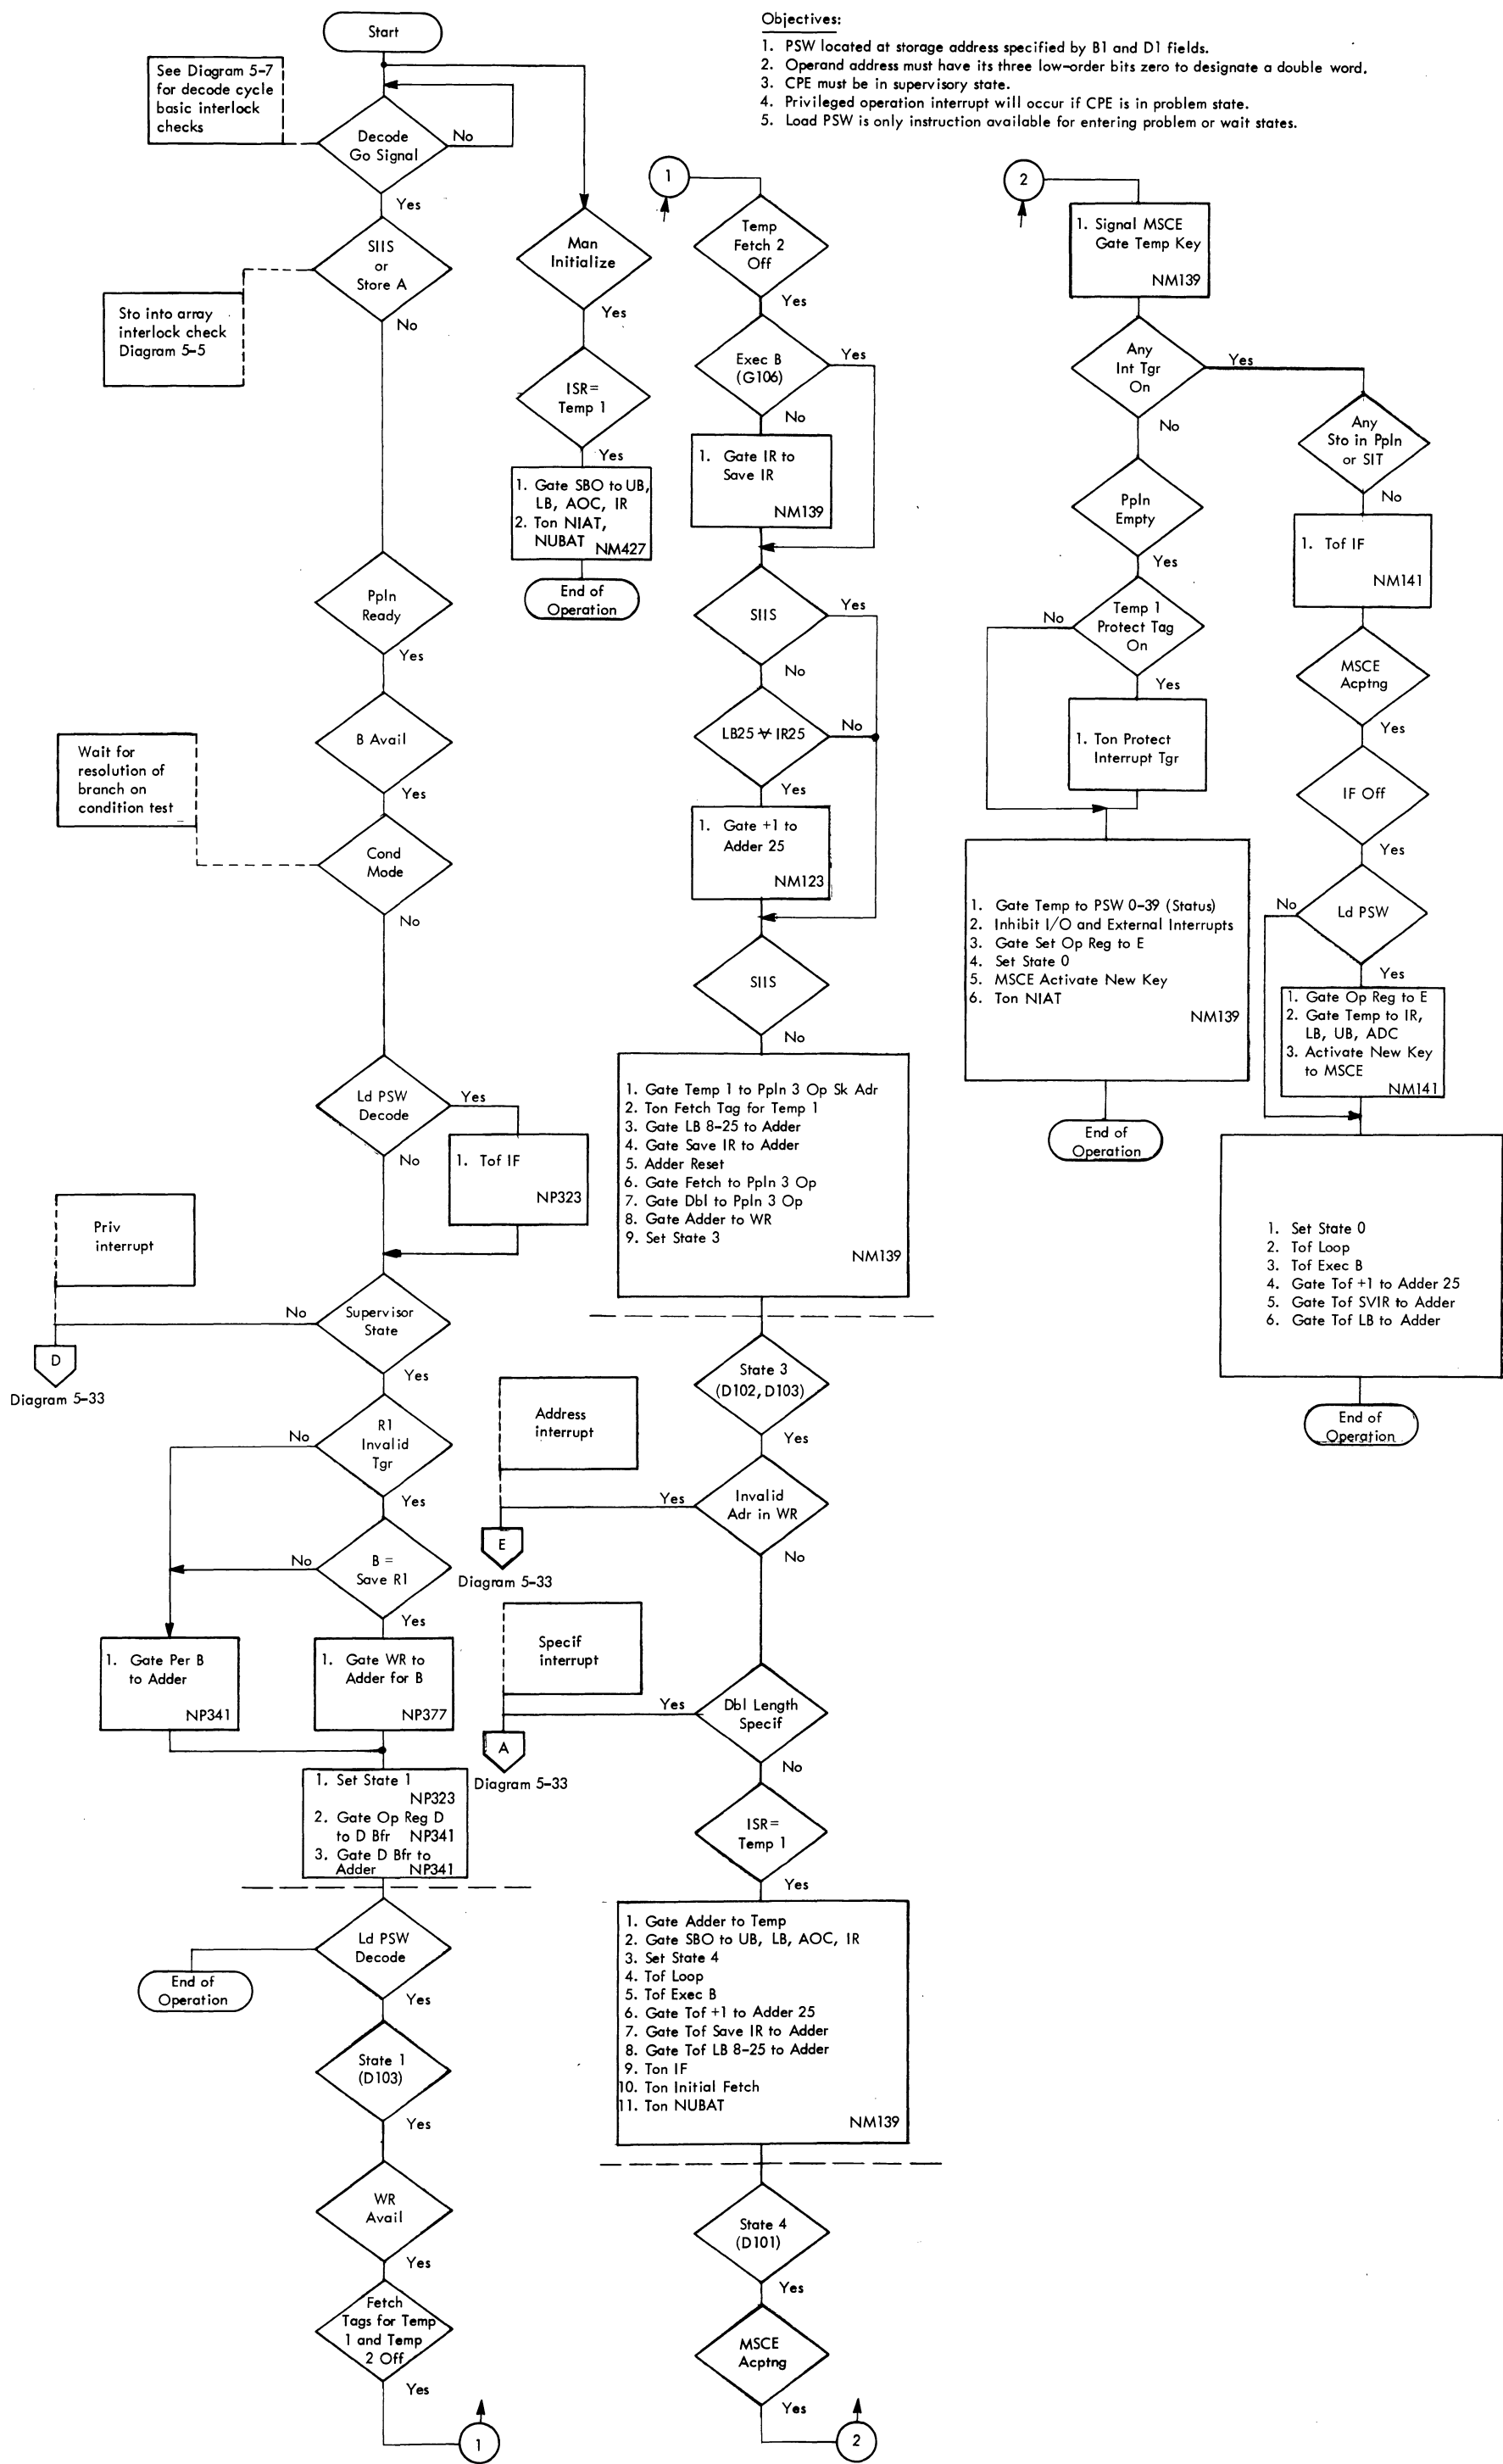 Start
See Diagram 5-7
for decode cycle
basic interlock
checks
Decode
Go Signal
No
Yes
SIIS
or
Store A
No
Sto into array
interlock check
Diagram 5-5
Ppln
Ready
Yes
B Avail
Yes
Wait for
resolution of
branch on
condition test
Cond
Mode
No
Ld PSW
Decode
Yes
No
1. Tof IF
NP323
Priv
interrupt
No
Supervisor
State
Yes
D
Diagram 5-33
R1
Invalid
Tgr
No
Yes
B =
Save R1
No
Yes
1. Gate Per B
to Adder
NP341
1. Gate WR to
Adder for B
NP377
1. Set State 1
NP323
2. Gate Op Reg D
to D Bfr NP341
3. Gate D Bfr to
Adder NP341
Ld PSW
Decode
End of
Operation
Yes
State 1
(D103)
Yes
WR
Avail
Yes
Fetch
Tags for Temp
1 and Temp
2 Off
Yes
1
Man
Initialize
Yes
ISR=
Temp 1
Yes
1. Gate SBO to UB,
LB, AOC, IR
2. Ton NIAT,
NUBAT NM427
End of
Operation
Objectives:
1. PSW located at storage address specified by B1 and D1 fields.
2. Operand address must have its three low-order bits zero to designate a double word.
3. CPE must be in supervisory state.
4. Privileged operation interrupt will occur if CPE is in problem state.
5. Load PSW is only instruction available for entering problem or wait states.
1
Temp
Fetch 2
Off
Yes
Exec B
(G106)
Yes
No
1. Gate IR to
Save IR
NM139
SIIS
Yes
No
LB25 ∀ IR25
No
Yes
1. Gate +1 to
Adder 25
NM123
SIIS
No
1. Gate Temp 1 to Ppln 3 Op Sk Adr
2. Ton Fetch Tag for Temp 1
3. Gate LB 8-25 to Adder
4. Gate Save IR to Adder
5. Adder Reset
6. Gate Fetch to Ppln 3 Op
7. Gate Dbl to Ppln 3 Op
8. Gate Adder to WR
9. Set State 3
NM139
State 3
(D102, D103)
Yes
Address
interrupt
Yes
Invalid
Adr in WR
No
E
Diagram 5-33
Specif
interrupt
Yes
Dbl Length
Specif
No
A
Diagram 5-33
ISR=
Temp 1
Yes
1. Gate Adder to Temp
2. Gate SBO to UB, LB, AOC, IR
3. Set State 4
4. Tof Loop
5. Tof Exec B
6. Gate Tof +1 to Adder 25
7. Gate Tof Save IR to Adder
8. Gate Tof LB 8-25 to Adder
9. Ton IF
10. Ton Initial Fetch
11. Ton NUBAT
NM139
State 4
(D101)
Yes
MSCE
Acptng
Yes
2
2
1. Signal MSCE
Gate Temp Key
NM139
Any
Int Tgr
On
Yes
No
Ppln
Empty
Yes
Temp 1
Protect Tag
On
No
Yes
1. Ton Protect
Interrupt Tgr
1. Gate Temp to PSW 0-39 (Status)
2. Inhibit I/O and External Interrupts
3. Gate Set Op Reg to E
4. Set State 0
5. MSCE Activate New Key
6. Ton NIAT
NM139
End of
Operation
Any
Sto in Ppln
or SIT
No
1. Tof IF
NM141
MSCE
Acptng
Yes
IF Off
Yes
Ld PSW
No
Yes
1. Gate Op Reg to E
2. Gate Temp to IR,
LB, UB, ADC
3. Activate New Key
to MSCE
NM141
1. Set State 0
2. Tof Loop
3. Tof Exec B
4. Gate Tof +1 to Adder 25
5. Gate Tof SVIR to Adder
6. Gate Tof LB to Adder
End of
Operation